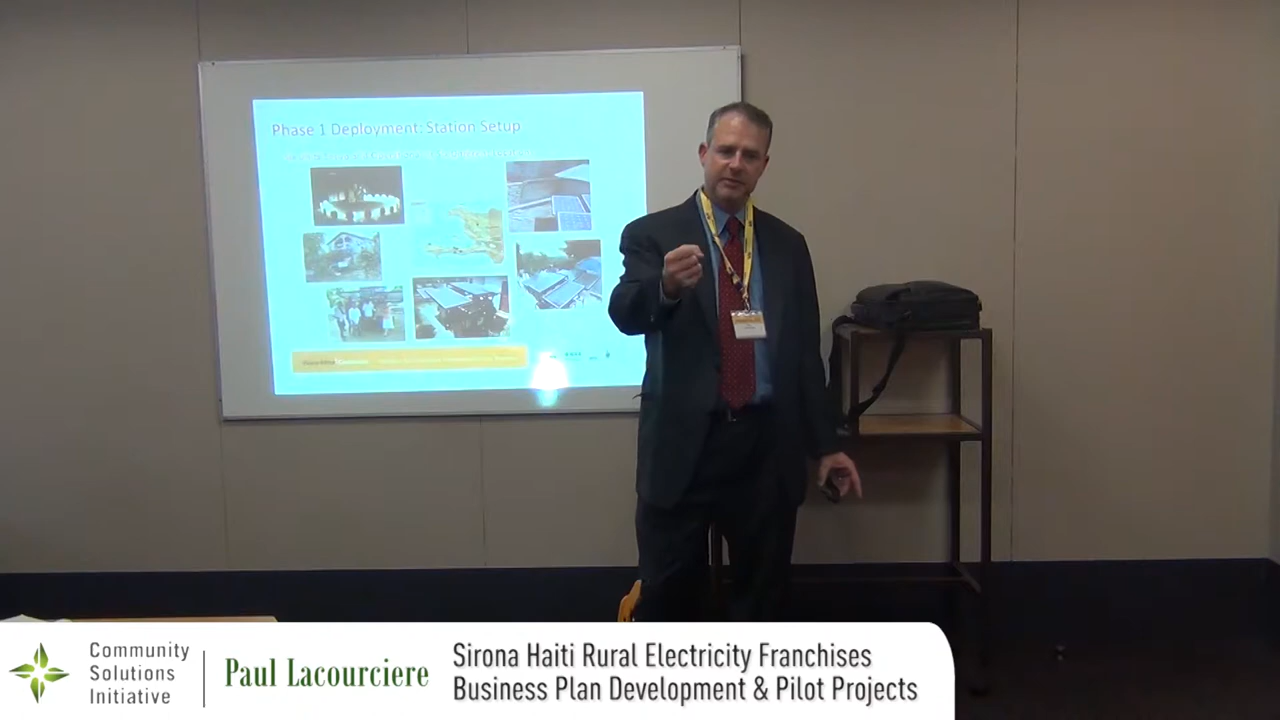 Phase 1 Deployment: Station Setup
Community
Solutions
Initiative
Paul Lacourciere
Sirona Haiti Rural Electricity Franchises
Business Plan Development & Pilot Projects